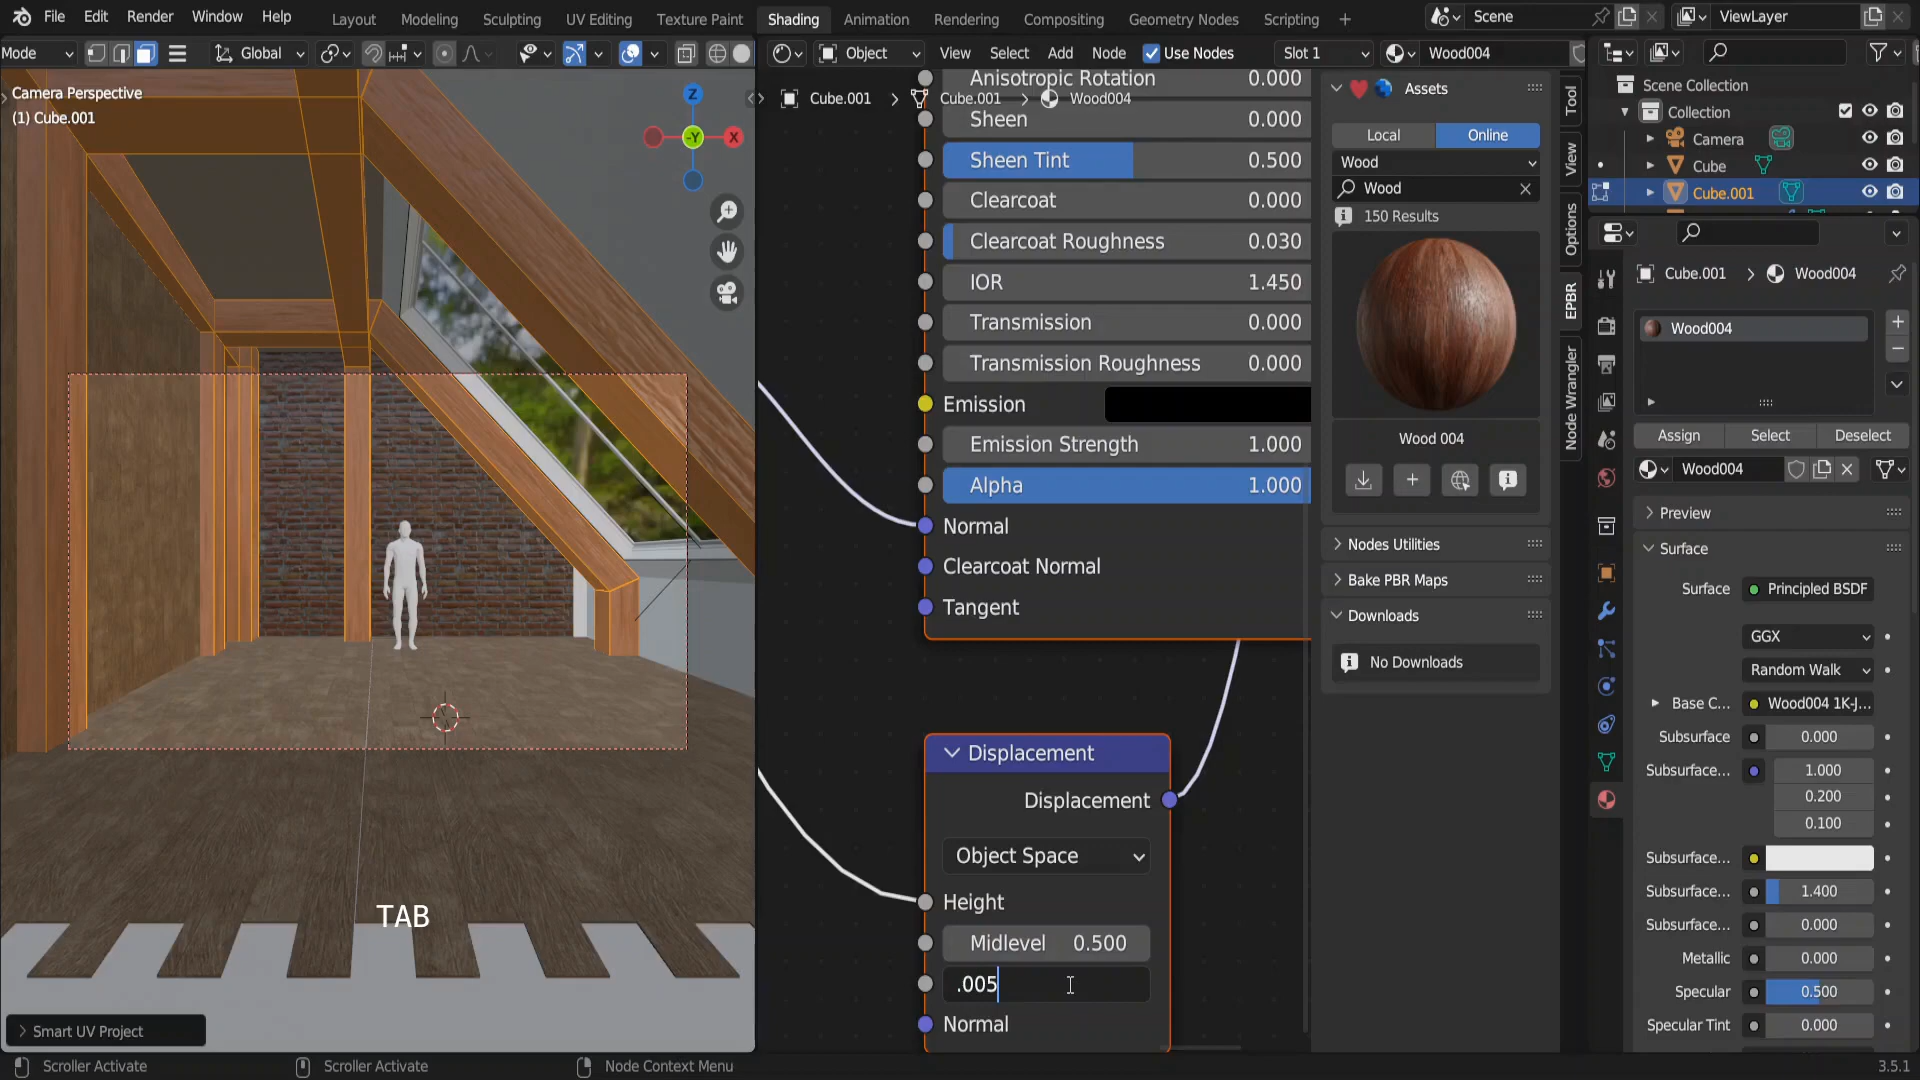 File Edit Render Window Help Layout Modeling Sculpting UV Editing Texture Paint Shading Animation Rendering Compositing Geometry Nodes Scripting + Scene ViewLayer
Mode Global Object View Select Add Node Use Nodes Slot 1 Wood004
Camera Perspective
(1) Cube.001
Z
-Y
X
Cube.001 > Cube.001 > Wood004
Anisotropic Rotation 0.000
Sheen 0.000
Sheen Tint 0.500
Clearcoat 0.000
Clearcoat Roughness 0.030
IOR 1.450
Transmission 0.000
Transmission Roughness 0.000
Emission
Emission Strength 1.000
Alpha 1.000
Normal
Clearcoat Normal
Tangent
Displacement
Displacement
Object Space
Height
Midlevel 0.500
.005
Normal
TAB
Smart UV Project
Assets
Local Online
Wood
Wood
150 Results
Wood 004
Nodes Utilities
Bake PBR Maps
Downloads
No Downloads
Tool
View
Options
EPBR
Node Wrangler
Scene Collection
Collection
Camera
Cube
Cube.001
Cube.001 > Wood004
Wood004
Assign Select Deselect
Wood004
Preview
Surface
Surface Principled BSDF
GGX
Random Walk
Base C... Wood004 1K-J...
Subsurface 0.000
Subsurface... 1.000
0.200
0.100
Subsurface...
Subsurface... 1.400
Subsurface... 0.000
Metallic 0.000
Specular 0.500
Specular Tint 0.000
Scroller Activate Scroller Activate Node Context Menu 3.5.1